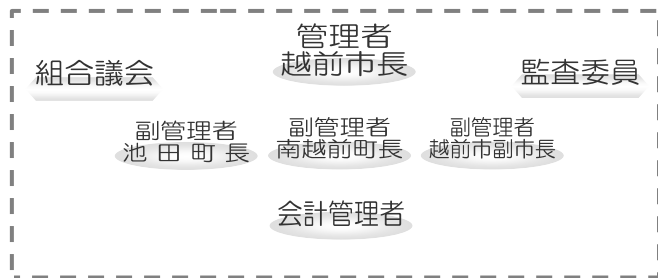 管理者
越前市長
組合議会
監査委員
副管理者
池田町長
副管理者
南越前町長
副管理者
越前市副市長
会計管理者